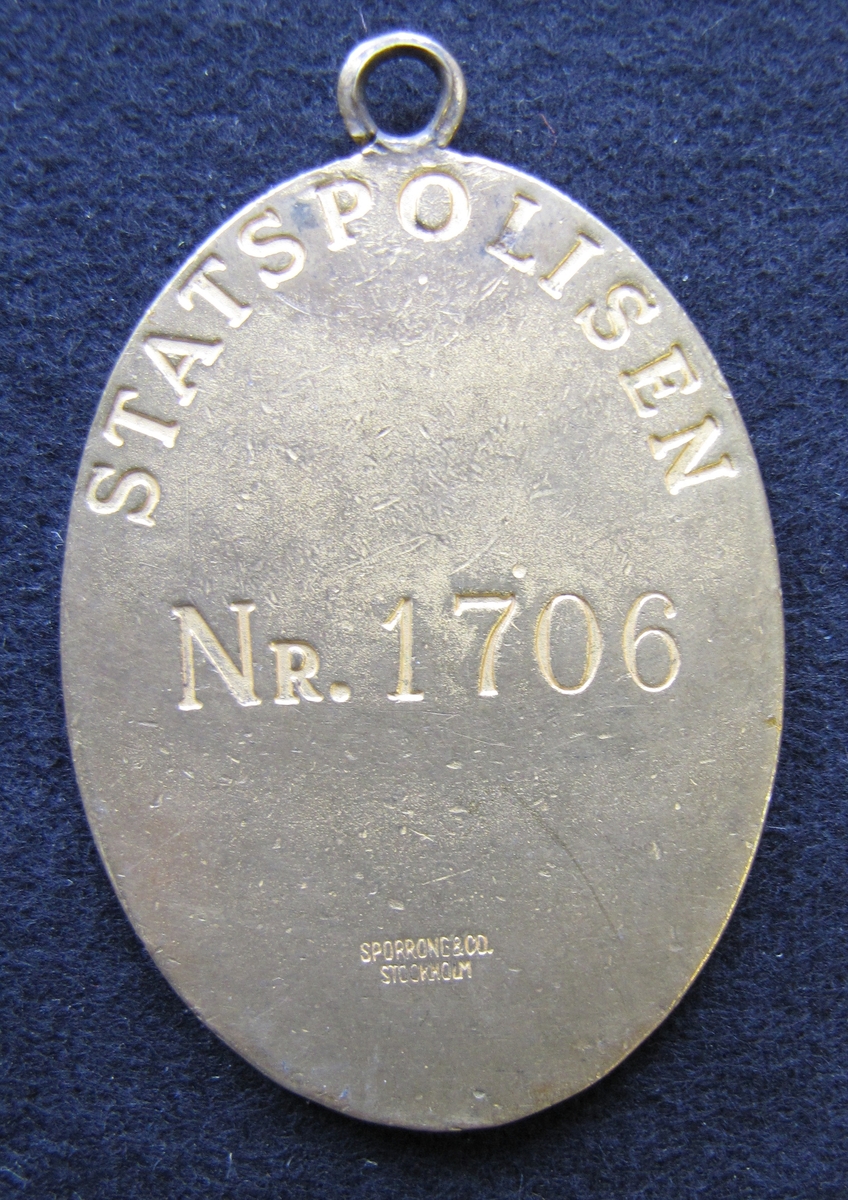 STATSPOLISEN
NR. 1706
SPORRONG & CO.
STOCKHOLM